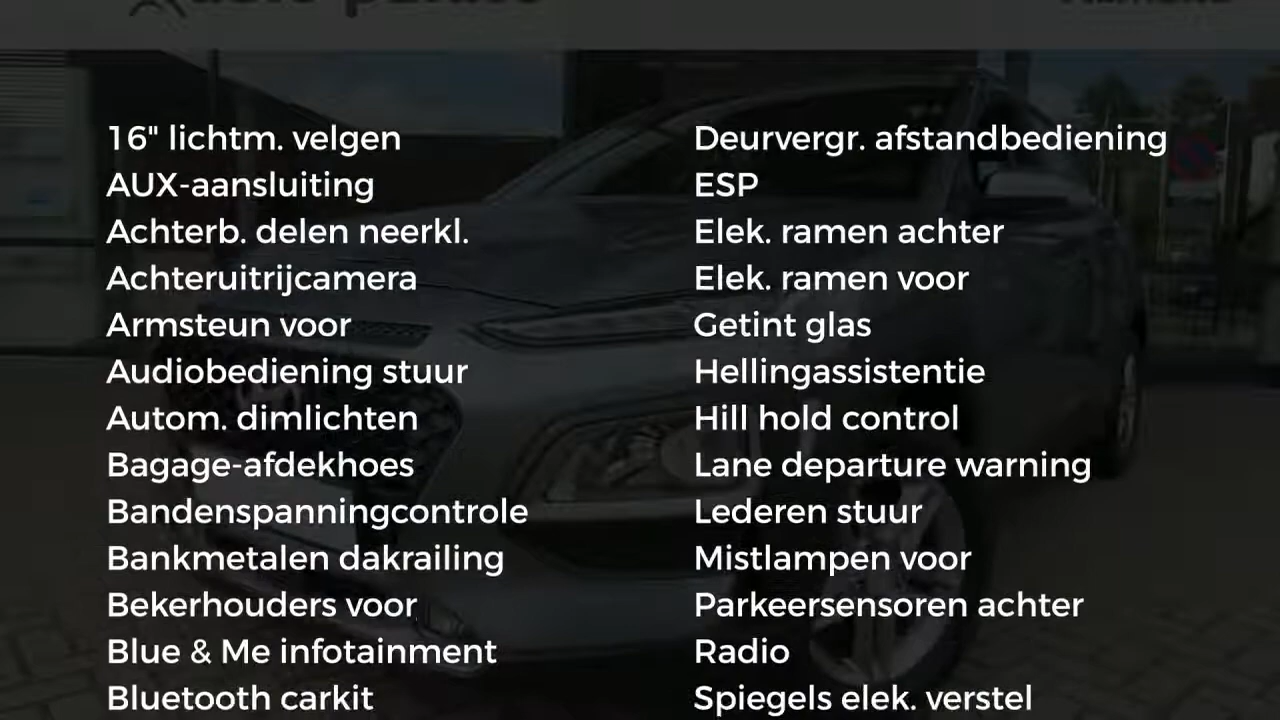 16" lichtm. velgen
AUX-aansluiting
Achterb. delen neerkl.
Achteruitrijcamera
Armsteun voor
Audiobediening stuur
Autom. dimlichten
Bagage-afdekhoes
Bandenspanningcontrole
Bankmetalen dakrailing
Bekerhouders voor
Blue & Me infotainment
Bluetooth carkit
Deurvergr. afstandbediening
ESP
Elek. ramen achter
Elek. ramen voor
Getint glas
Hellingassistentie
Hill hold control
Lane departure warning
Lederen stuur
Mistlampen voor
Parkeersensoren achter
Radio
Spiegels elek. verstel